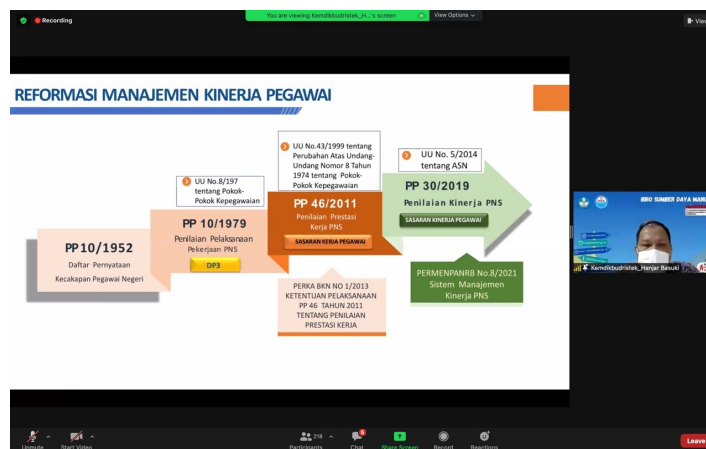 Recording
You are viewing Kemdikbudristek_H...'s screen
View Options
View
REFORMASI MANAJEMEN KINERJA PEGAWAI
UU No.8/197
tentang Pokok-
Pokok Kepegawaian
UU No.43/1999 tentang
Perubahan Atas Undang-
Undang Nomor 8 Tahun
1974 tentang Pokok-
Pokok Kepegawaian
UU No. 5/2014
tentang ASN
PP 10/1952
Daftar Pernyataan
Kecakapan Pegawai Negeri
PP 10/1979
Penilaian Pelaksanaan
Pekerjaan PNS
DP3
PP 46/2011
Penilaian Prestasi
Kerja PNS
SASARAN KERJA PEGAWAI
PP 30/2019
Penilaian Kinerja PNS
SASARAN KINERJA PEGAWAI
PERKA BKN NO 1/2013
KETENTUAN PELAKSANAAN
PP 46 TAHUN 2011
TENTANG PENILAIAN
PRESTASI KERJA
PERMENPANRB No.8/2021
Sistem Manajemen
Kinerja PNS
BIRO SUMBER DAYA MANU
Kemdikbudristek_Hanjar Basuki
Unmute
Start Video
218
Participants
8
Chat
Share Screen
Record
Reactions
Leave